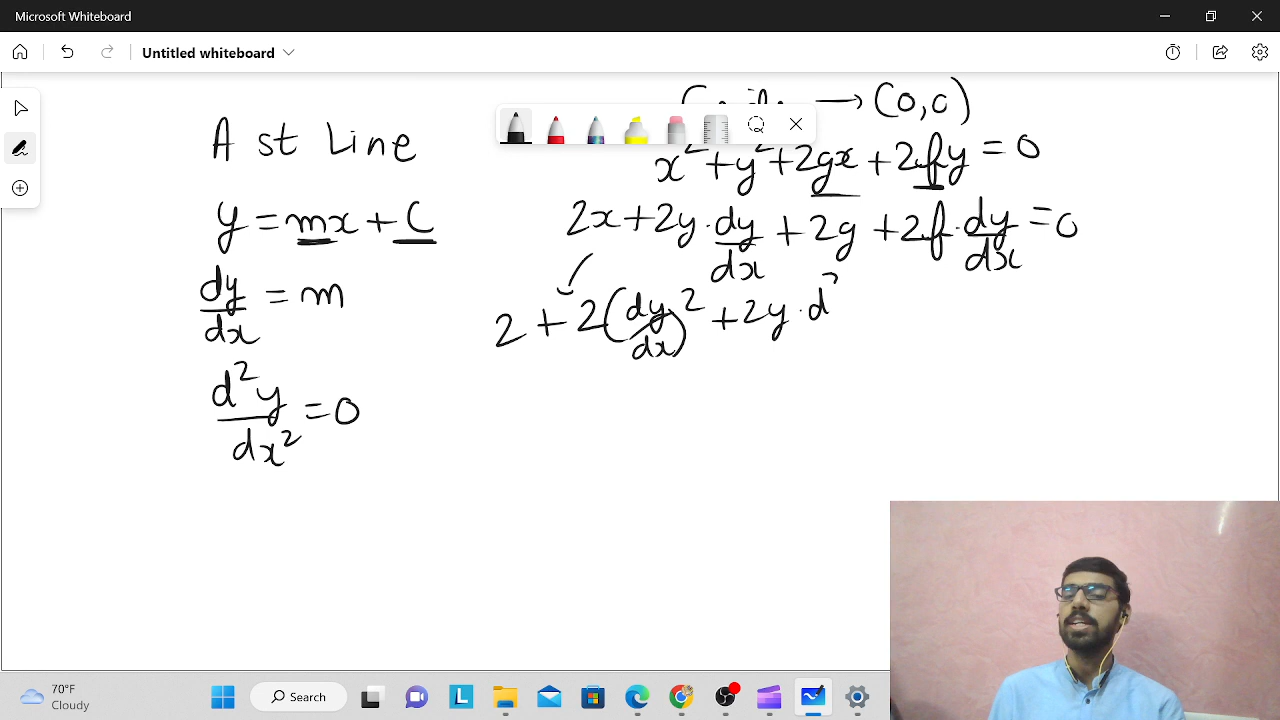 Microsoft Whiteboard
Untitled whiteboard
A st Line
y = mx + C
dy/dx = m
d²y/dx² = 0
→ (0,0)
x² + y² + 2gx + 2fy = 0
2x + 2y · dy/dx + 2g + 2f · dy/dx = 0
2 + 2(dy/dx)² + 2y · d²
70°F
Cloudy
Search